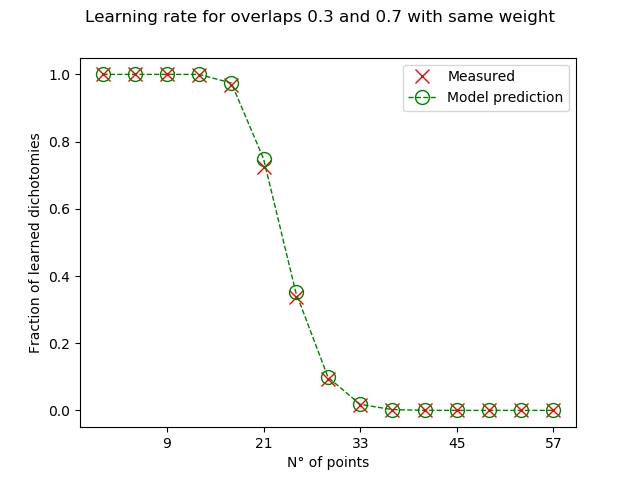 Learning rate for overlaps 0.3 and 0.7 with same weight
Measured
Model prediction
Fraction of learned dichotomies
1.0
0.8
0.6
0.4
0.2
0.0
9 21 33 45 57
N° of points